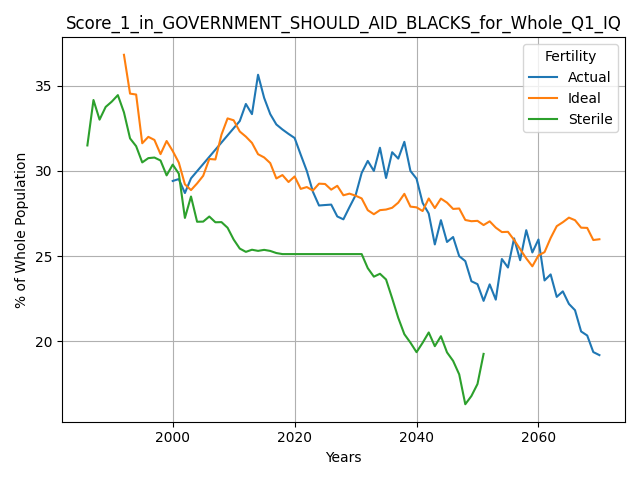 Score_1_in_GOVERNMENT_SHOULD_AID_BLACKS_for_Whole_Q1_IQ
Fertility
Actual
Ideal
Sterile
% of Whole Population
35
30
25
20
2000
2020
2040
2060
Years